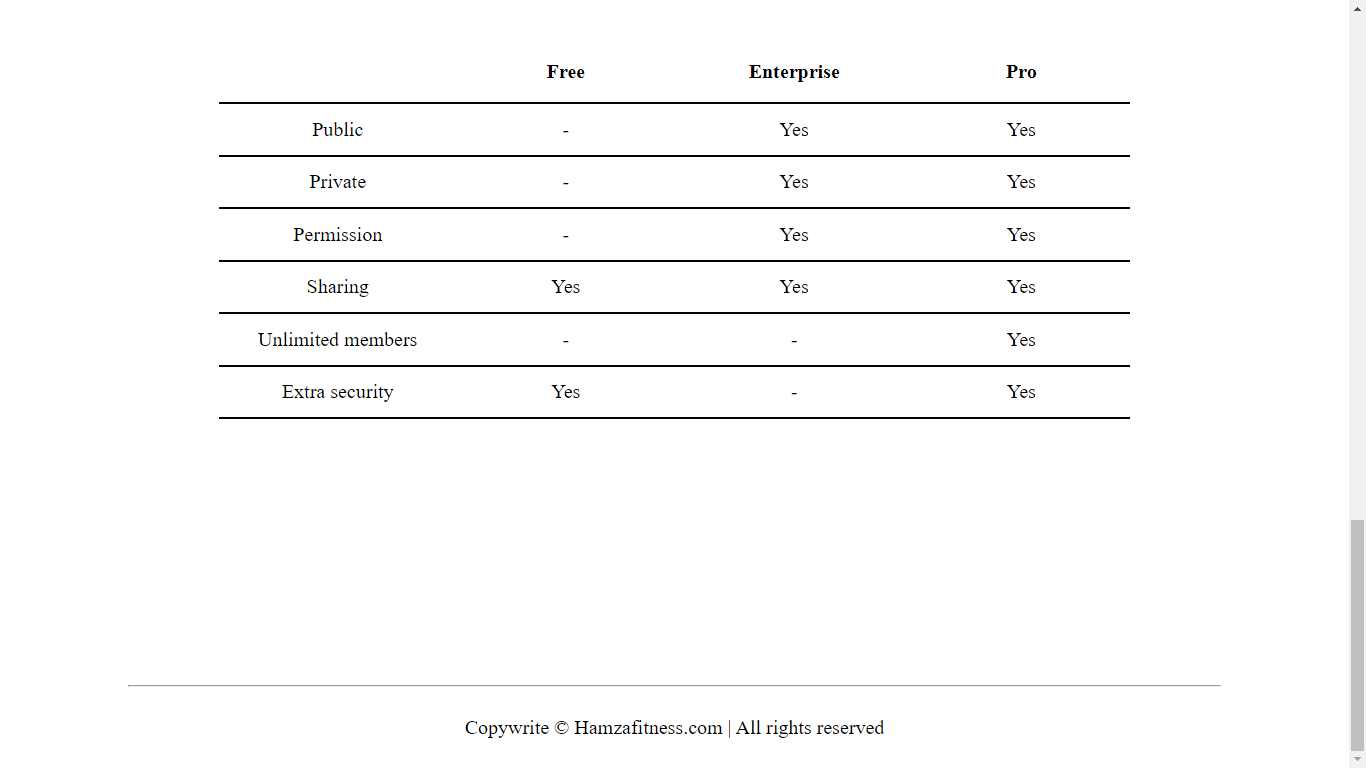 Free Enterprise Pro
Public - Yes Yes
Private - Yes Yes
Permission - Yes Yes
Sharing Yes Yes Yes
Unlimited members - - Yes
Extra security Yes - Yes
Copywrite © Hamzafitness.com | All rights reserved